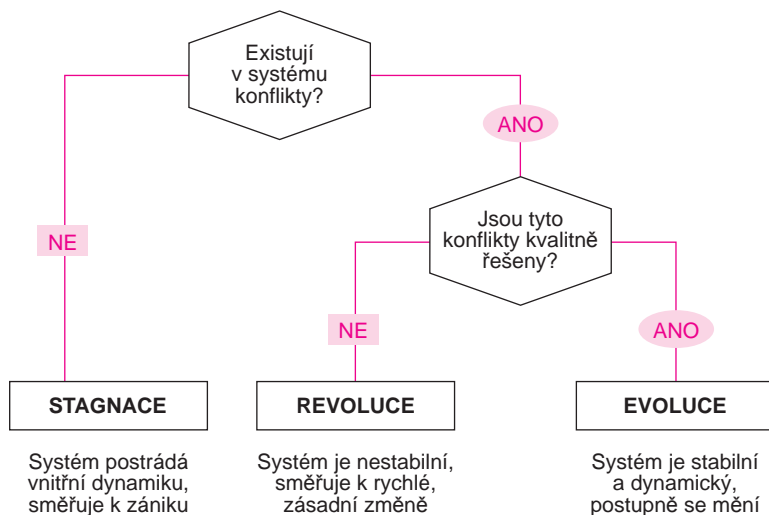 Existují
v systému
konflikty?
ANO
NE
Jsou tyto
konflikty kvalitně
řešeny?
NE
ANO
STAGNACE
REVOLUCE
EVOLUCE
Systém postrádá
vnitřní dynamiku,
směřuje k zániku
Systém je nestabilní,
směřuje k rychlé,
zásadní změně
Systém je stabilní
a dynamický,
postupně se mění